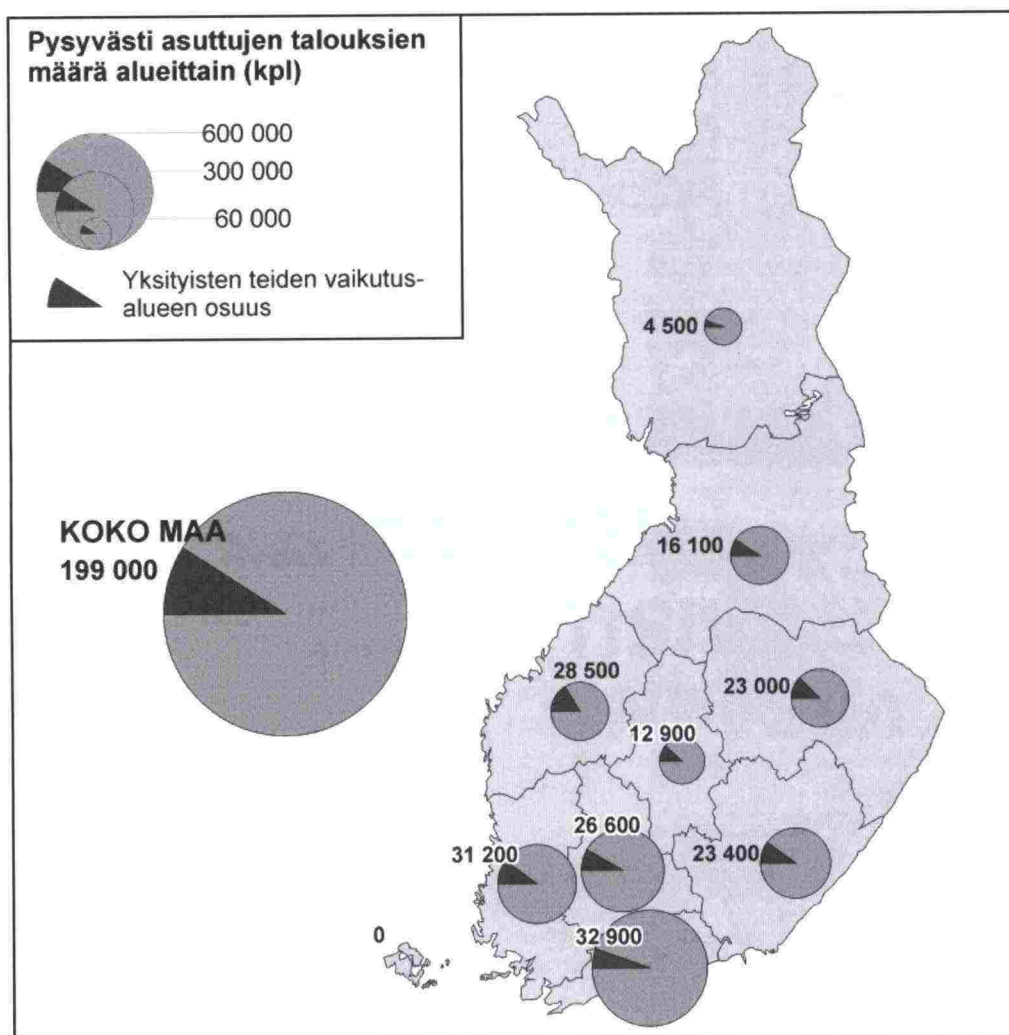 Pysyvästi asuttujen talouksien
määrä alueittain (kpl)
600 000
300 000
60 000
Yksityisten teiden vaikutus-
alueen osuus
4 500
KOKO MAA
199 000
16 100
28 500
23 000
12 900
26 600
31 200
23 400
0
32 900